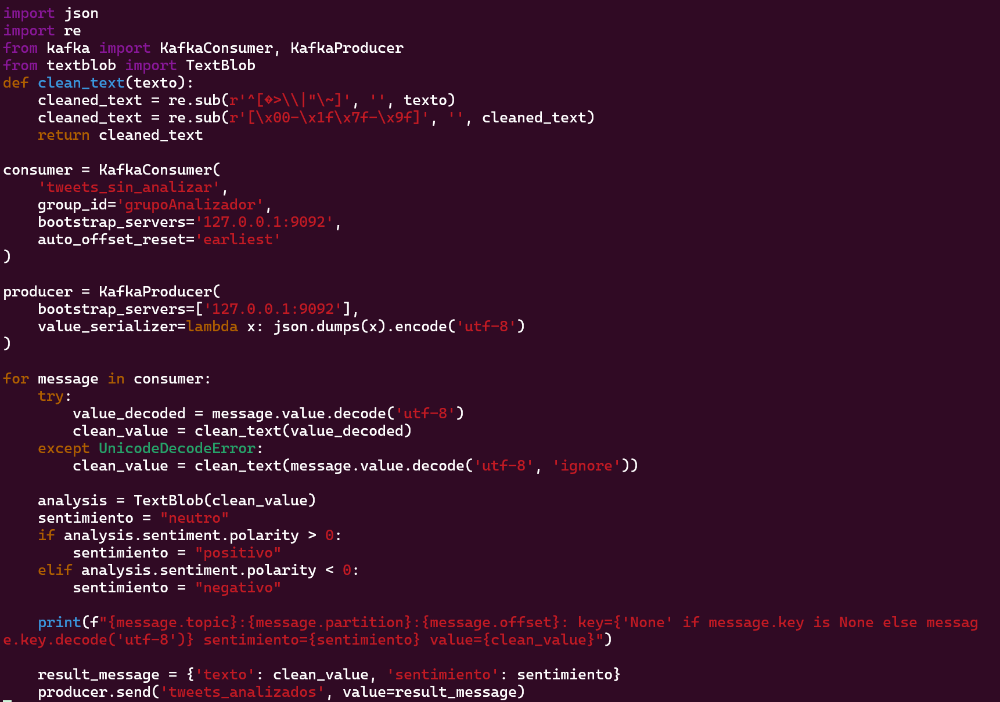 import json
import re
from kafka import KafkaConsumer, KafkaProducer
from textblob import TextBlob
def clean_text(texto):
    cleaned_text = re.sub(r'^[�>\\|"\~]', '', texto)
    cleaned_text = re.sub(r'[\x00-\x1f\x7f-\x9f]', '', cleaned_text)
    return cleaned_text

consumer = KafkaConsumer(
    'tweets_sin_analizar',
    group_id='grupoAnalizador',
    bootstrap_servers='127.0.0.1:9092',
    auto_offset_reset='earliest'
)

producer = KafkaProducer(
    bootstrap_servers=['127.0.0.1:9092'],
    value_serializer=lambda x: json.dumps(x).encode('utf-8')
)

for message in consumer:
    try:
        value_decoded = message.value.decode('utf-8')
        clean_value = clean_text(value_decoded)
    except UnicodeDecodeError:
        clean_value = clean_text(message.value.decode('utf-8', 'ignore'))

    analysis = TextBlob(clean_value)
    sentimiento = "neutro"
    if analysis.sentiment.polarity > 0:
        sentimiento = "positivo"
    elif analysis.sentiment.polarity < 0:
        sentimiento = "negativo"

    print(f"{message.topic}:{message.partition}:{message.offset}: key={'None' if message.key is None else messag
e.key.decode('utf-8')} sentimiento={sentimiento} value={clean_value}")

    result_message = {'texto': clean_value, 'sentimiento': sentimiento}
    producer.send('tweets_analizados', value=result_message)